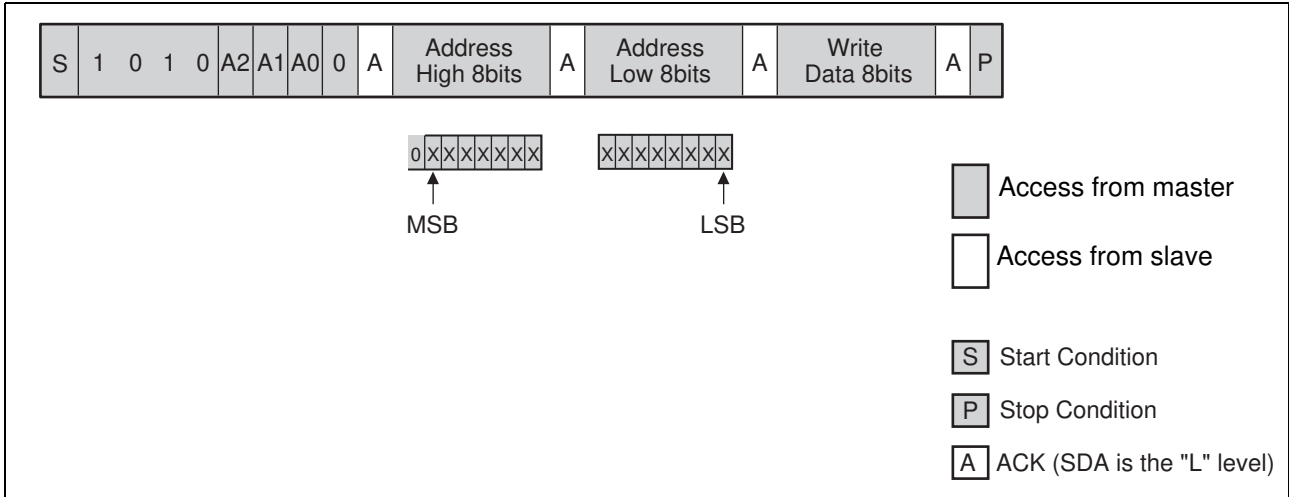 S 1 0 1 0 A2 A1 A0 0 A Address High 8bits A Address Low 8bits A Write Data 8bits A P
0 X X X X X X X
X X X X X X X X
MSB
LSB
Access from master
Access from slave
S Start Condition
P Stop Condition
A ACK (SDA is the "L" level)